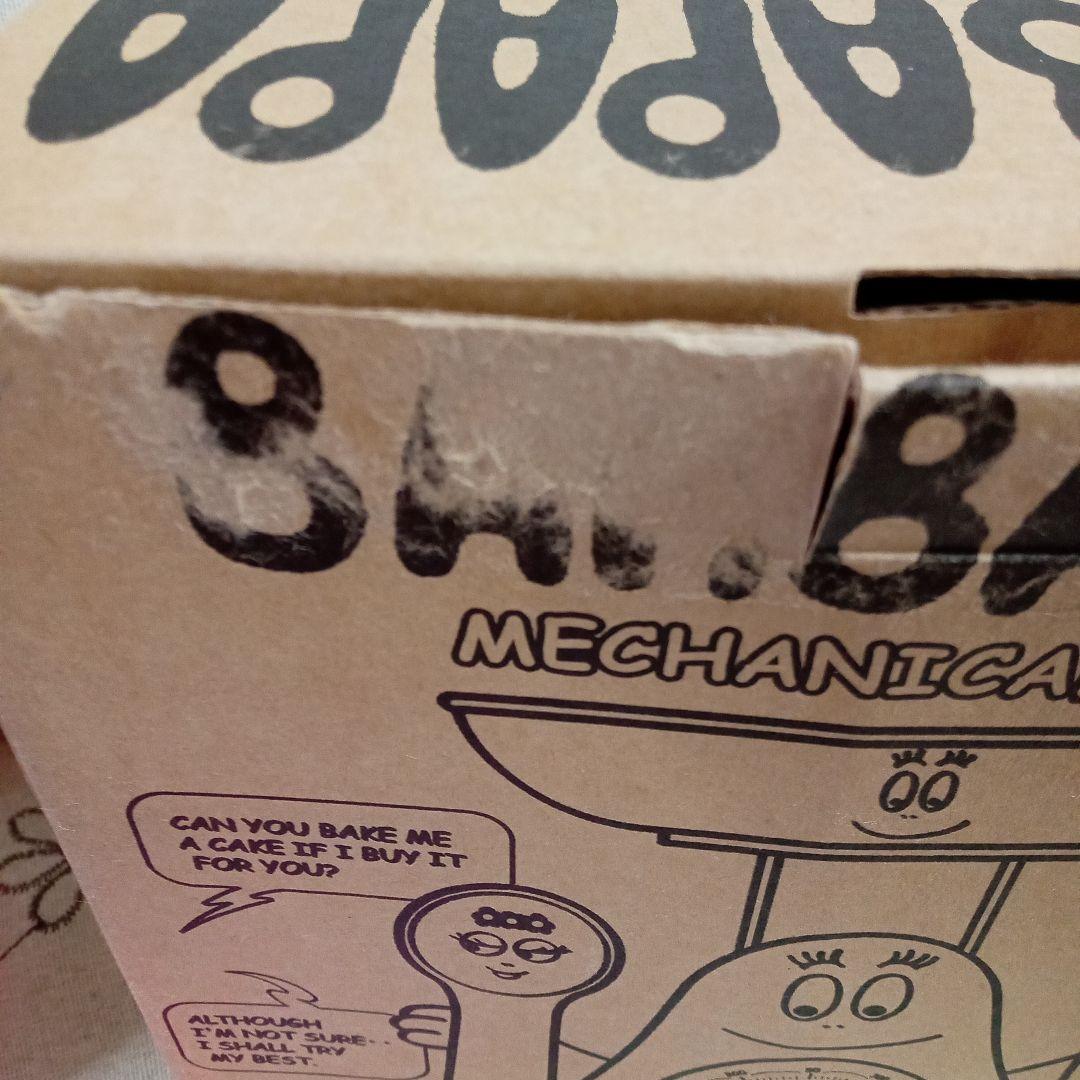 MECHANICA
CAN YOU BAKE ME
A CAKE IF I BUY IT
FOR YOU?
ALTHOUGH
I'M NOT SURE..
I SHALL TRY
MY BEST.